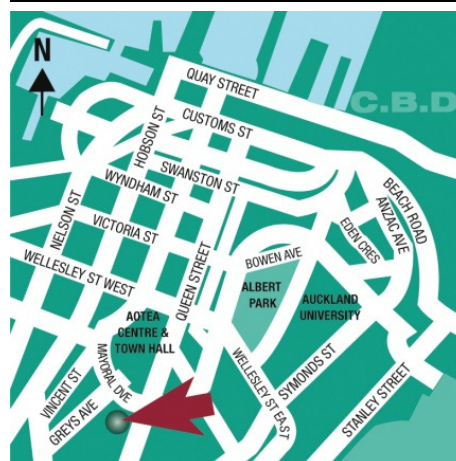 N
QUAY STREET
C.B.D
CUSTOMS ST
HOBSON ST
SWANSTON ST
WYNDHAM ST
BEACH ROAD
ANZAC AVE
NELSON ST
VICTORIA ST
EDEN CRES
BOWEN AVE
WELLESLEY ST WEST
QUEEN STREET
ALBERT
PARK
AUCKLAND
UNIVERSITY
AOTEA
CENTRE &
TOWN HALL
MAYORAL DVE
WELLESLEY ST EAST
SYMONDS ST
STANLEY STREET
VINCENT ST
GREYS AVE